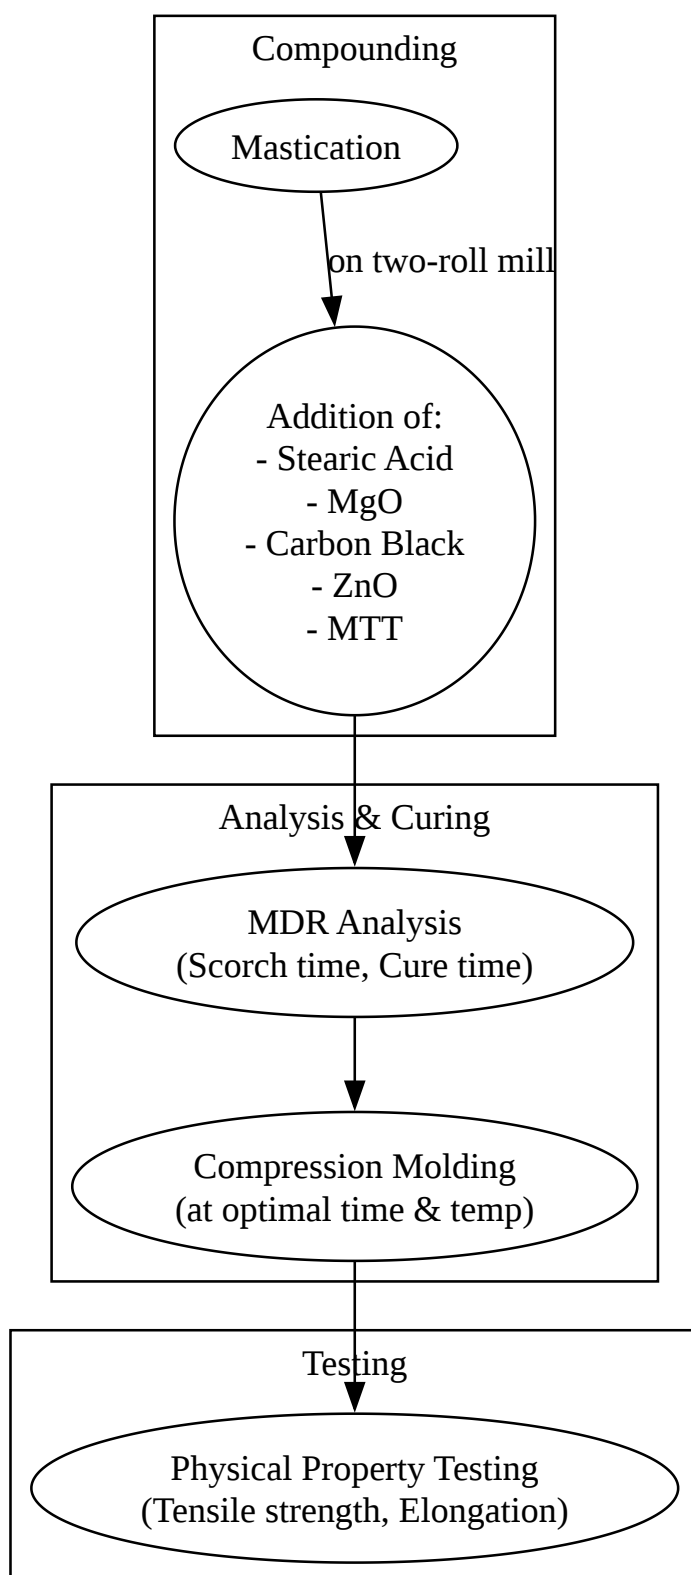 Compounding
Mastication
on two-roll mill
Addition of:
- Stearic Acid
- MgO
- Carbon Black
- ZnO
- MTT
Analysis & Curing
MDR Analysis
(Scorch time, Cure time)
Compression Molding
(at optimal time & temp)
Testing
Physical Property Testing
(Tensile strength, Elongation)